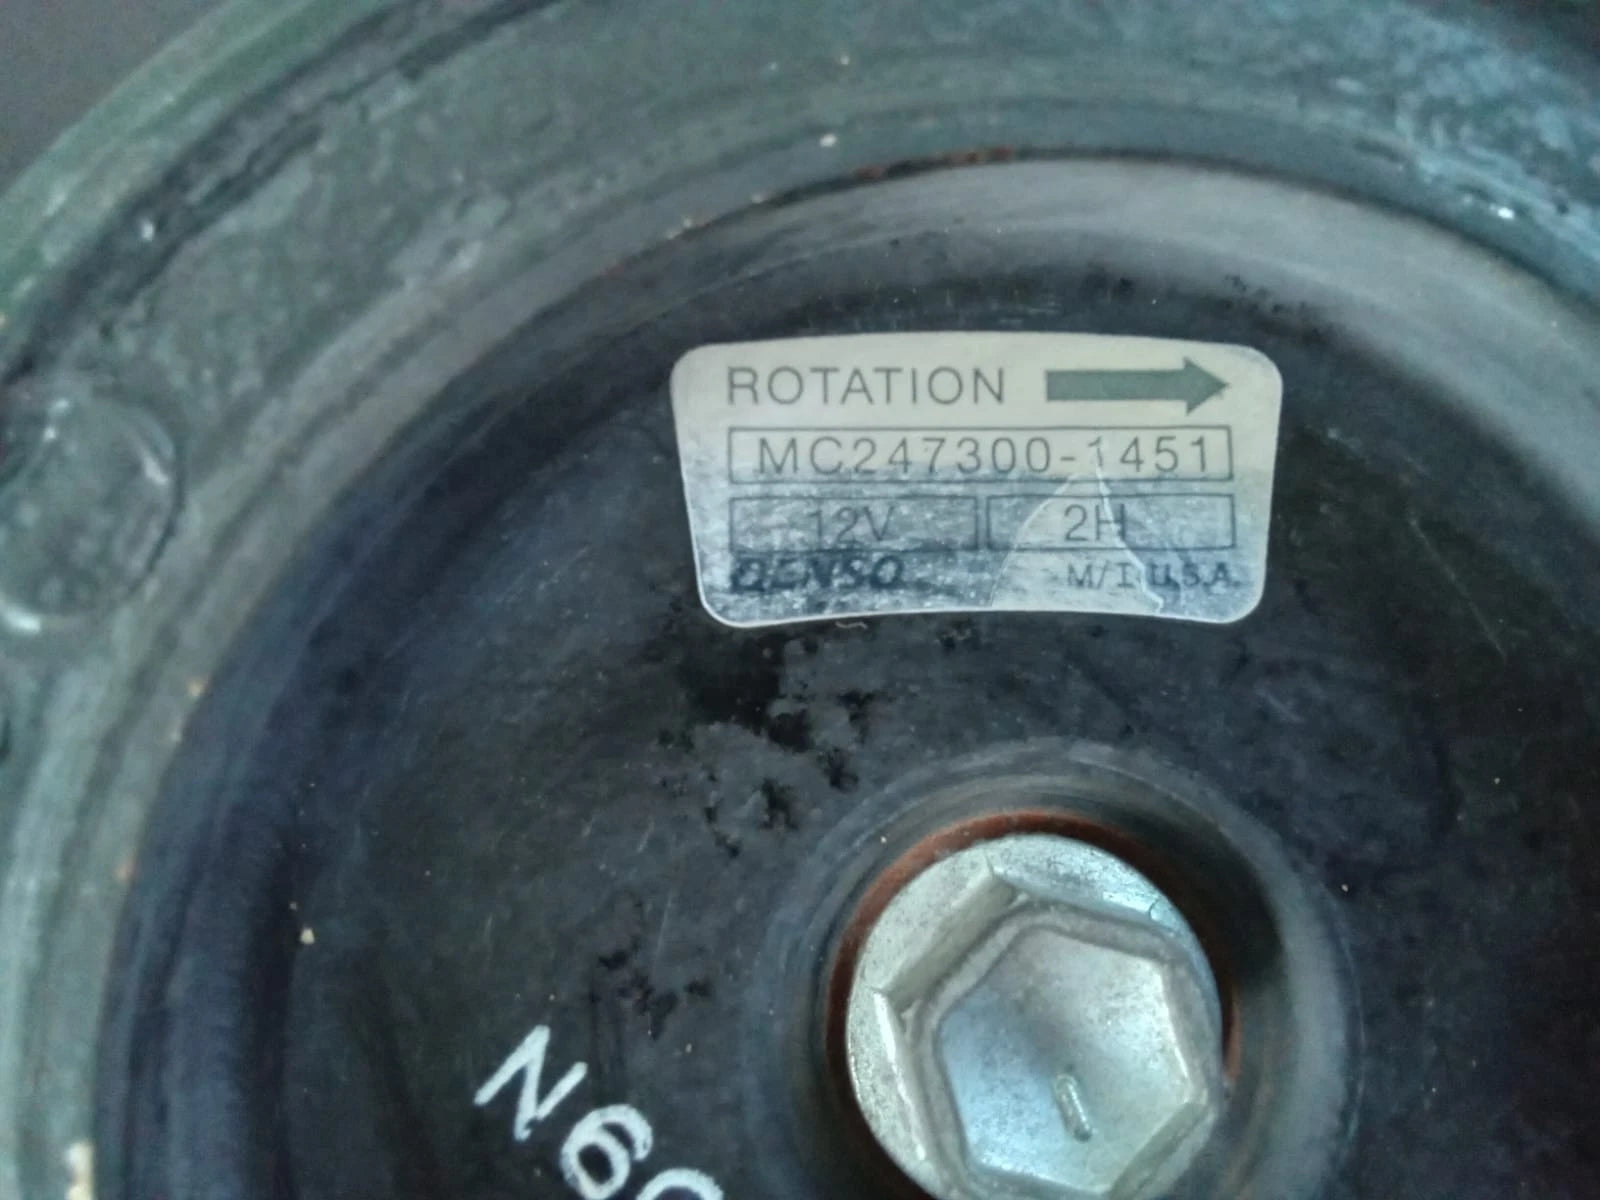 ROTATION
MC247300-1451
12V 2H
DENSO M/I U.S.A.
N60